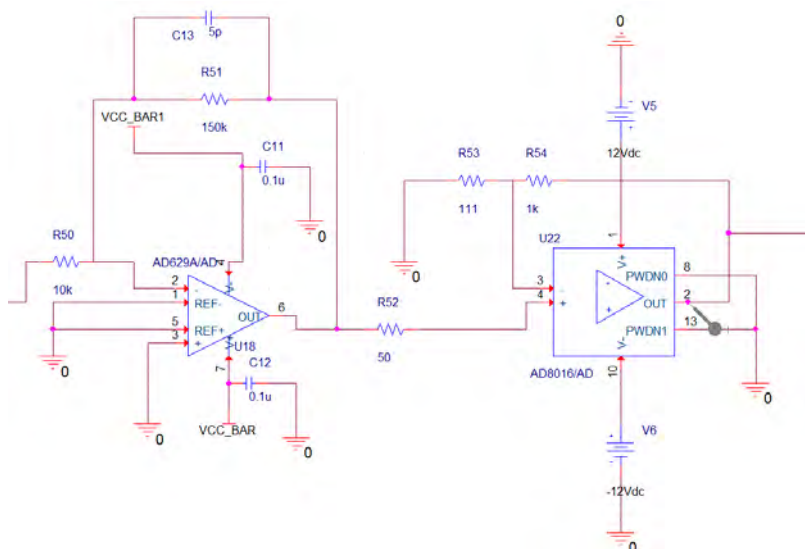 0
C13
5p
R51
150k
VCC_BAR1
C11
0.1u
0
V5
12Vdc
R53
R54
111
1k
0
R50
10k
AD629A/AD
4
V-
2
-
1
REF-
5
REF+
3
+
OUT
6
U18
V+
7
0
0
C12
0.1u
VCC_BAR
0
R52
50
U22
1
V+
3
-
4
+
-
+
PWDN0
8
OUT
2
PWDN1
13
V-
10
AD8016/AD
0
V6
-12Vdc
0